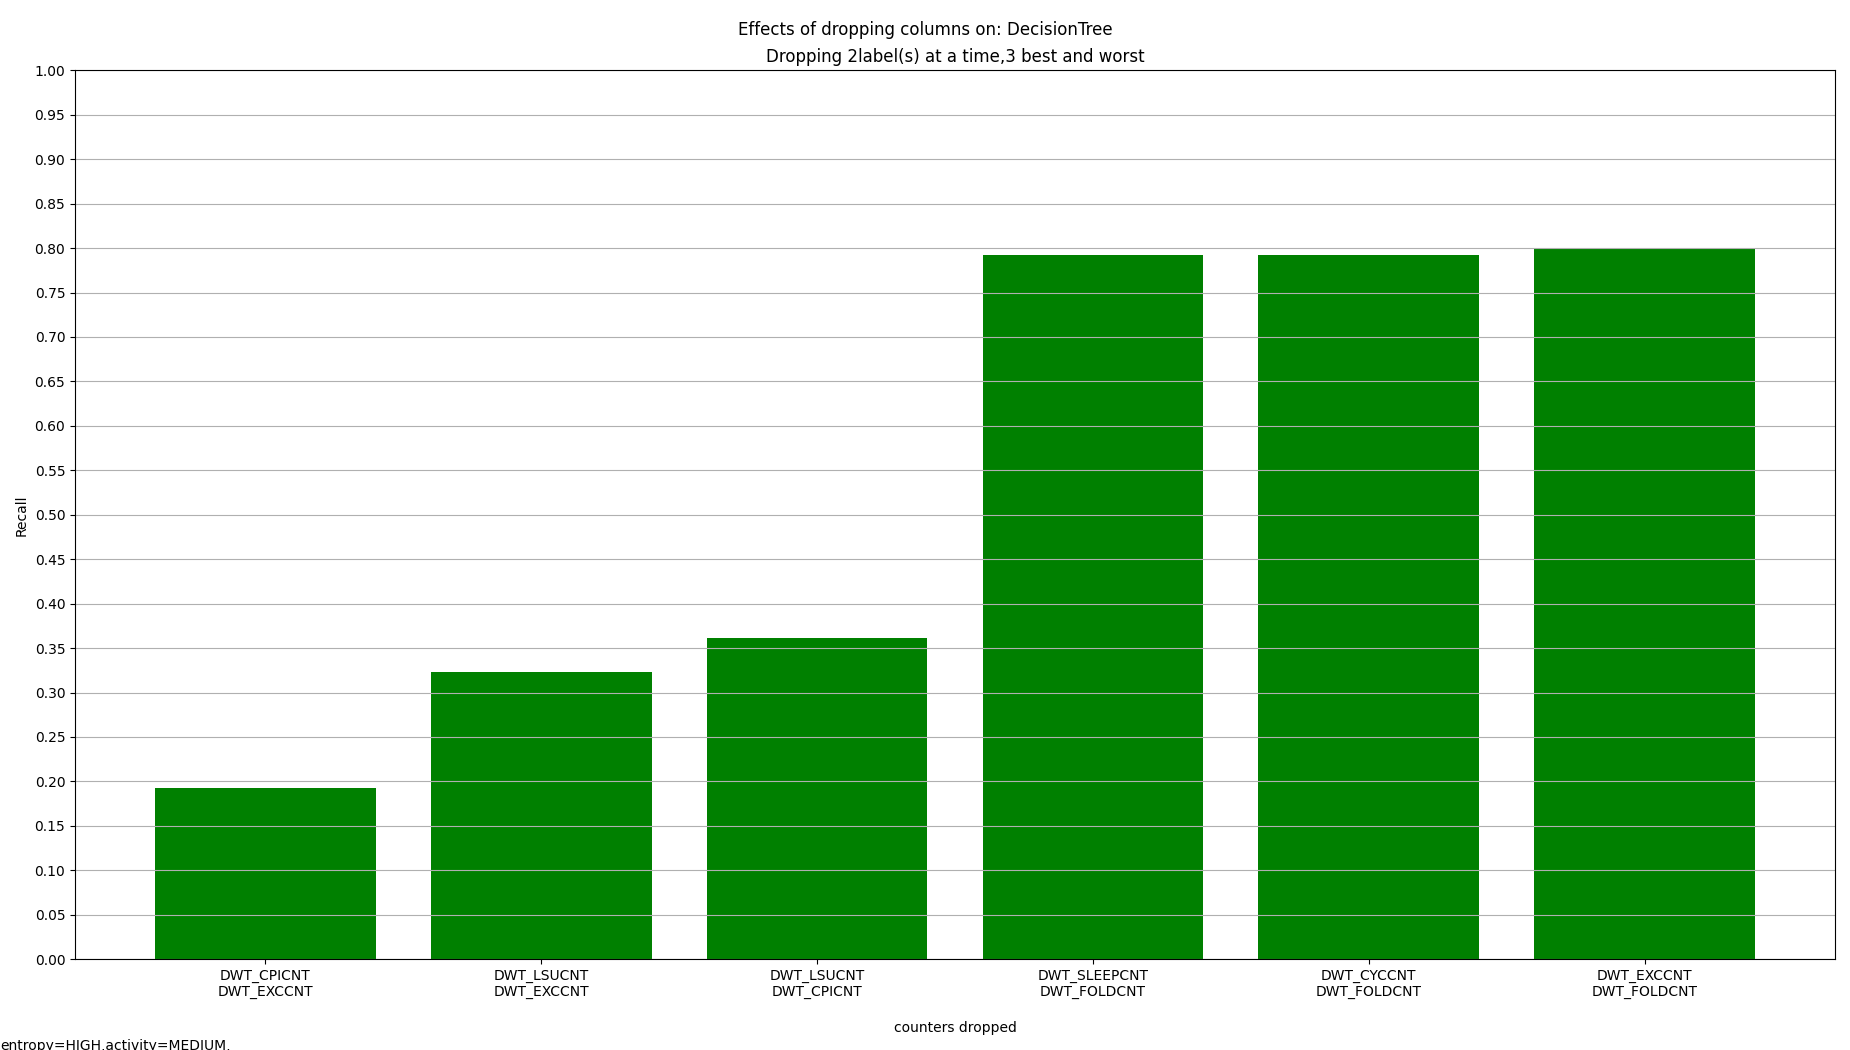 Effects of dropping columns on: DecisionTree
Dropping 2label(s) at a time,3 best and worst
1.00
0.95
0.90
0.85
0.80
0.75
0.70
0.65
0.60
0.55
0.50
0.45
0.40
0.35
0.30
0.25
0.20
0.15
0.10
0.05
0.00
Recall
DWT_CPICNT
DWT_EXCCNT
DWT_LSUCNT
DWT_EXCCNT
DWT_LSUCNT
DWT_CPICNT
DWT_SLEEPCNT
DWT_FOLDCNT
DWT_CYCCNT
DWT_FOLDCNT
DWT_EXCCNT
DWT_FOLDCNT
counters dropped
entropy=HIGH,activity=MEDIUM,